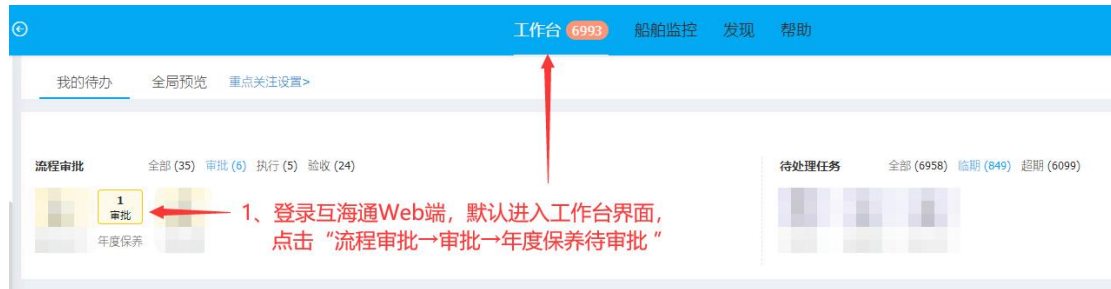 工作台 6993 船舶监控 发现 帮助
我的待办 全局预览 重点关注设置>
流程审批 全部 (35) 审批 (6) 执行 (5) 验收 (24)
待处理任务 全部 (6958) 临期 (849) 超期 (6099)
1
审批
年度保养
1、登录互海通Web端，默认进入工作台界面，
点击“流程审批→审批→年度保养待审批 ”